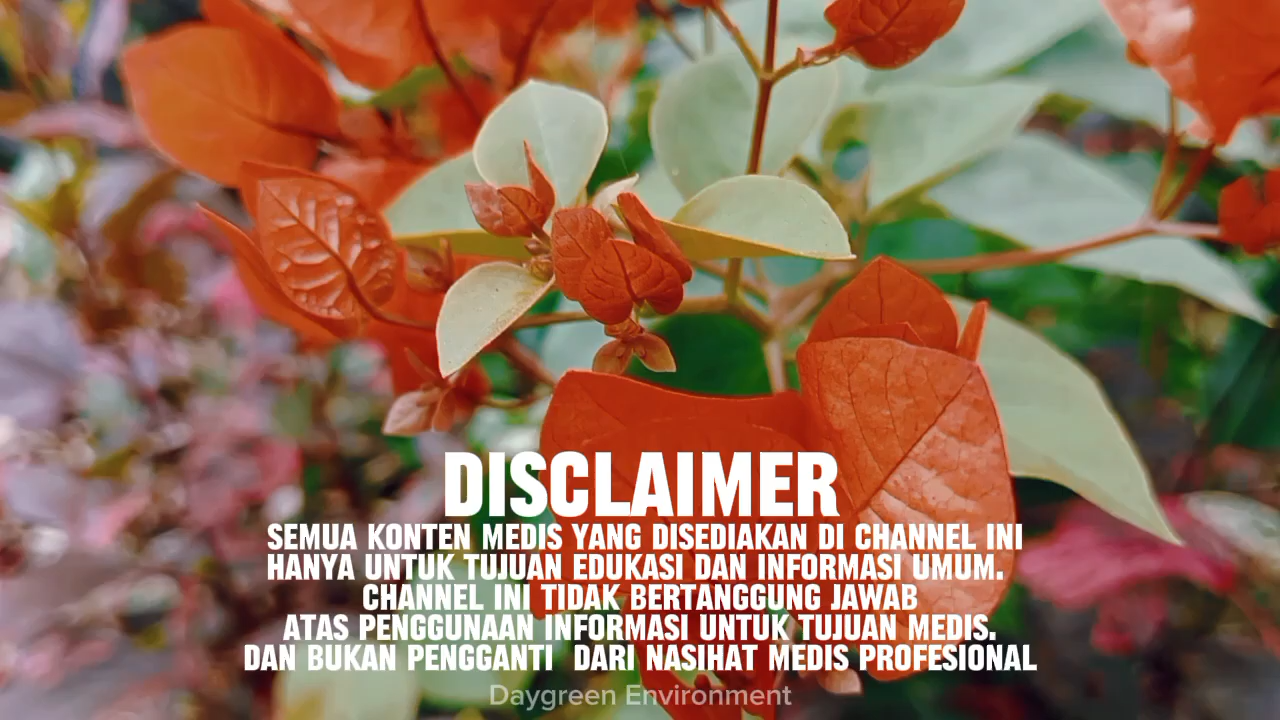 DISCLAIMER
SEMUA KONTEN MEDIS YANG DISEDIAKAN DI CHANNEL INI
HANYA UNTUK TUJUAN EDUKASI DAN INFORMASI UMUM.
CHANNEL INI TIDAK BERTANGGUNG JAWAB
ATAS PENGGUNAAN INFORMASI UNTUK TUJUAN MEDIS.
DAN BUKAN PENGGANTI DARI NASIHAT MEDIS PROFESIONAL
Daygreen Environment